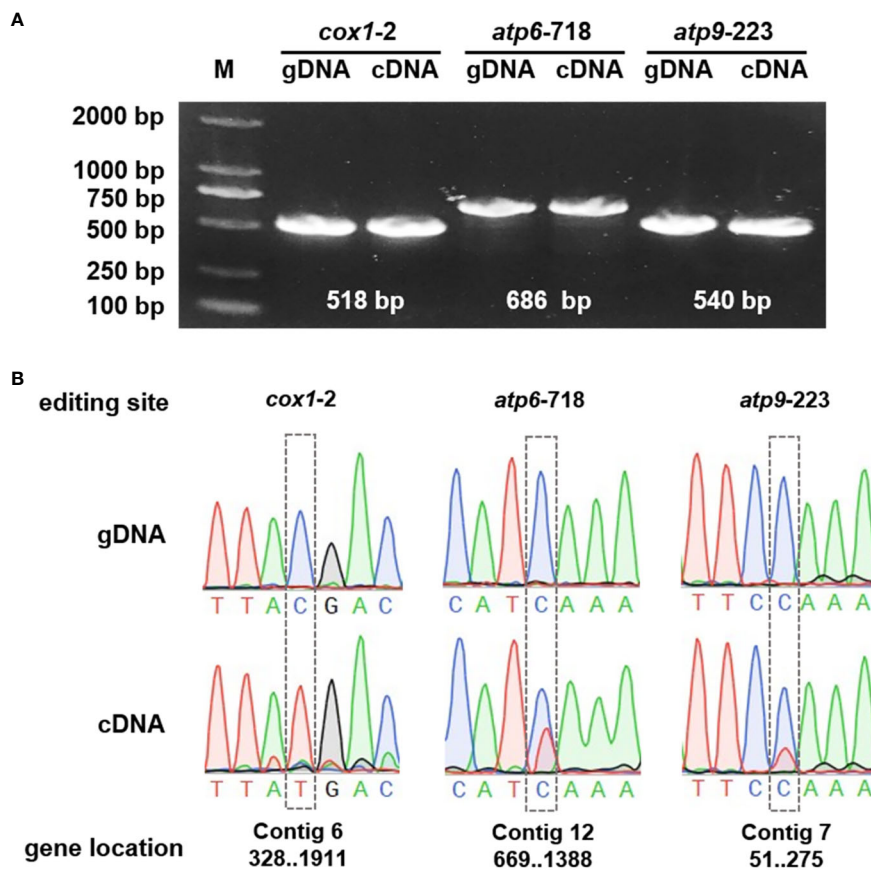 A
cox1-2 atp6-718 atp9-223
M gDNA cDNA gDNA cDNA gDNA cDNA
2000 bp
1000 bp
750 bp
500 bp
250 bp
100 bp
518 bp 686 bp 540 bp
B
editing site cox1-2 atp6-718 atp9-223
gDNA
T T A C G A C C A T C A A A T T C C A A A
cDNA
T T A T G A C C A T C A A A T T C C A A A
gene location Contig 6 Contig 12 Contig 7
328..1911 669..1388 51..275